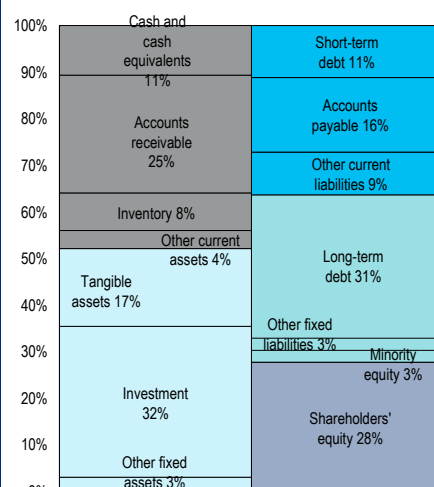 100%
90%
80%
70%
60%
50%
40%
30%
20%
10%
0%
Cash and
cash
equivalents
11%
Accounts
receivable
25%
Inventory 8%
Other current
assets 4%
Tangible
assets 17%
Investment
32%
Other fixed
assets 3%
Short-term
debt 11%
Accounts
payable 16%
Other current
liabilities 9%
Long-term
debt 31%
Other fixed
liabilities 3%
Minority
equity 3%
Shareholders'
equity 28%